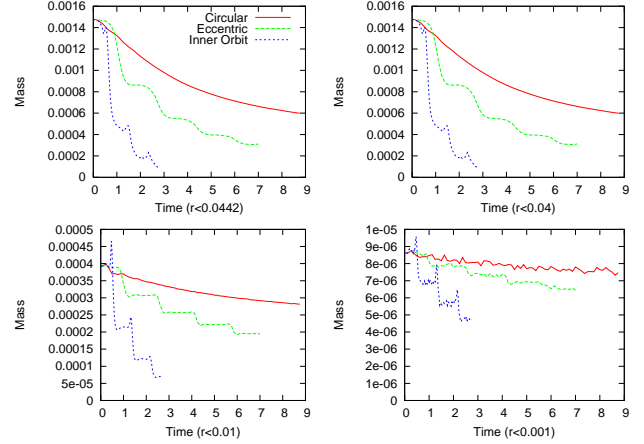 0.0016
0.0014
0.0012
0.001
0.0008
0.0006
0.0004
0.0002
0
Mass
0 1 2 3 4 5 6 7 8 9
Time (r<0.0442)
Circular
Eccentric
Inner Orbit
0.0016
0.0014
0.0012
0.001
0.0008
0.0006
0.0004
0.0002
0
Mass
0 1 2 3 4 5 6 7 8 9
Time (r<0.04)
0.0005
0.00045
0.0004
0.00035
0.0003
0.00025
0.0002
0.00015
0.0001
5e-05
Mass
0 1 2 3 4 5 6 7 8 9
Time (r<0.01)
1e-05
9e-06
8e-06
7e-06
6e-06
5e-06
4e-06
3e-06
2e-06
1e-06
0
Mass
0 1 2 3 4 5 6 7 8 9
Time (r<0.001)